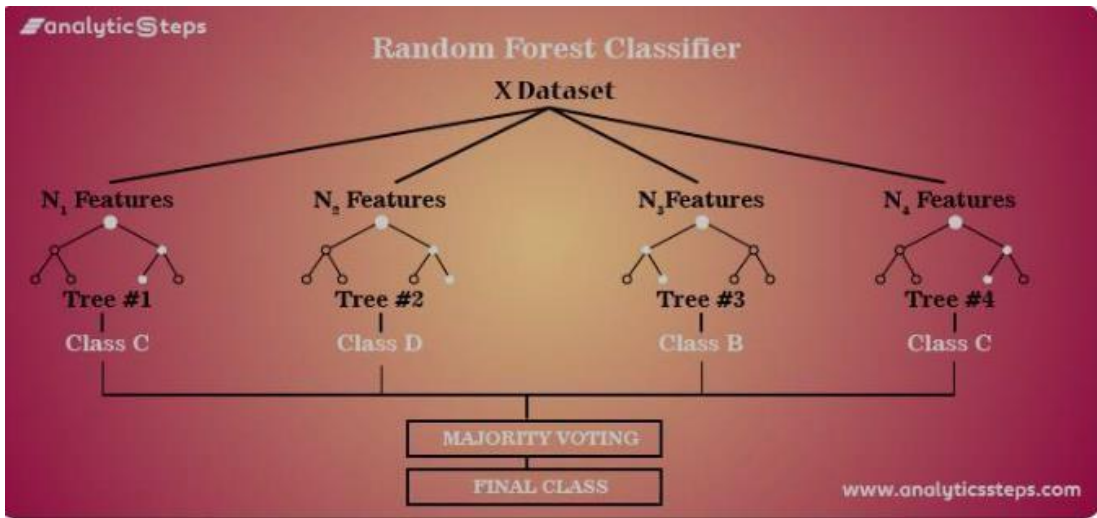 analyticSteps
Random Forest Classifier
X Dataset
N₁ Features
N₂ Features
N₃Features
N₄ Features
Tree #1
Tree #2
Tree #3
Tree #4
Class C
Class D
Class B
Class C
MAJORITY VOTING
FINAL CLASS
www.analyticssteps.com